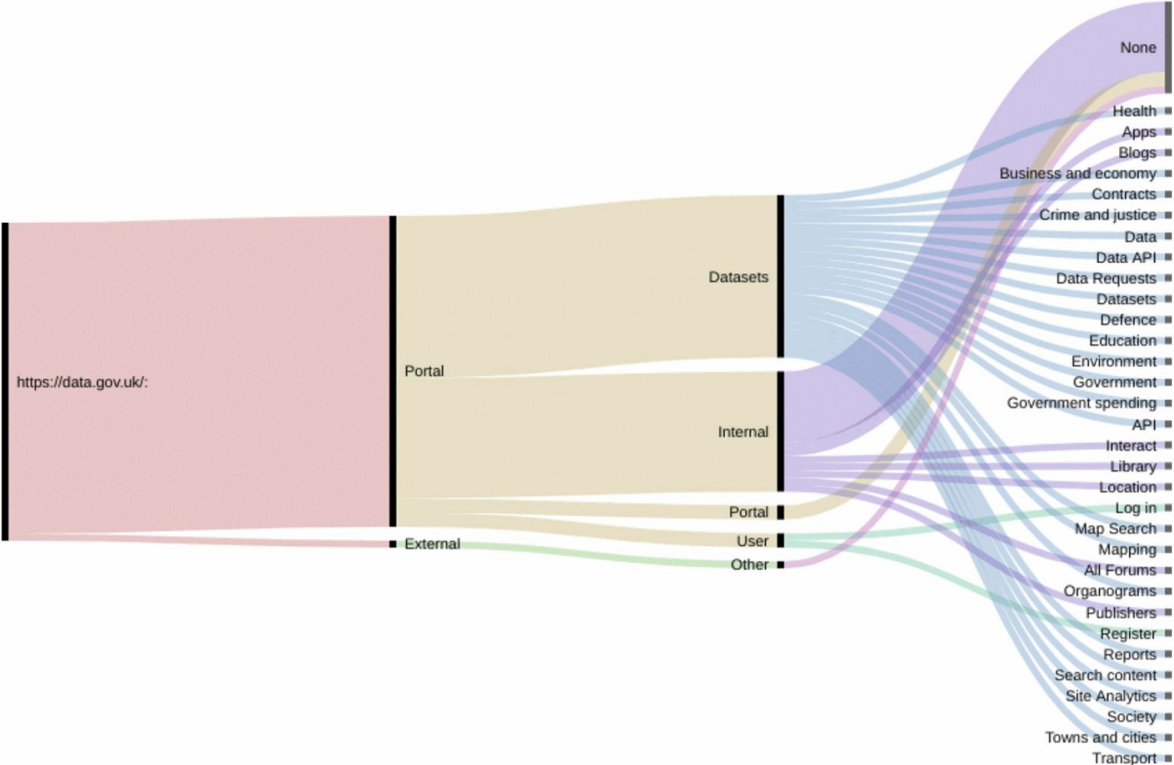 https://data.gov.uk/:
Portal
External
Datasets
Internal
Portal
User
Other
None
Health
Apps
Blogs
Business and economy
Contracts
Crime and justice
Data
Data API
Data Requests
Datasets
Defence
Education
Environment
Government
Government spending
API
Interact
Library
Location
Log in
Map Search
Mapping
All Forums
Organograms
Publishers
Register
Reports
Search content
Site Analytics
Society
Towns and cities
Transport